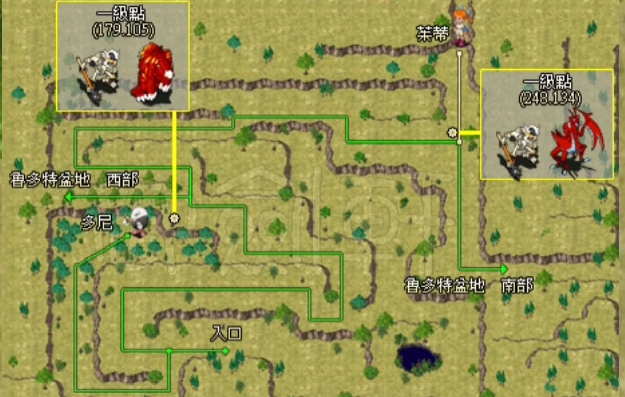 一級點
(179.105)
茱蒂
一級點
(248.134)
魯多特盆地 西部
多尼
魯多特盆地 南部
入口